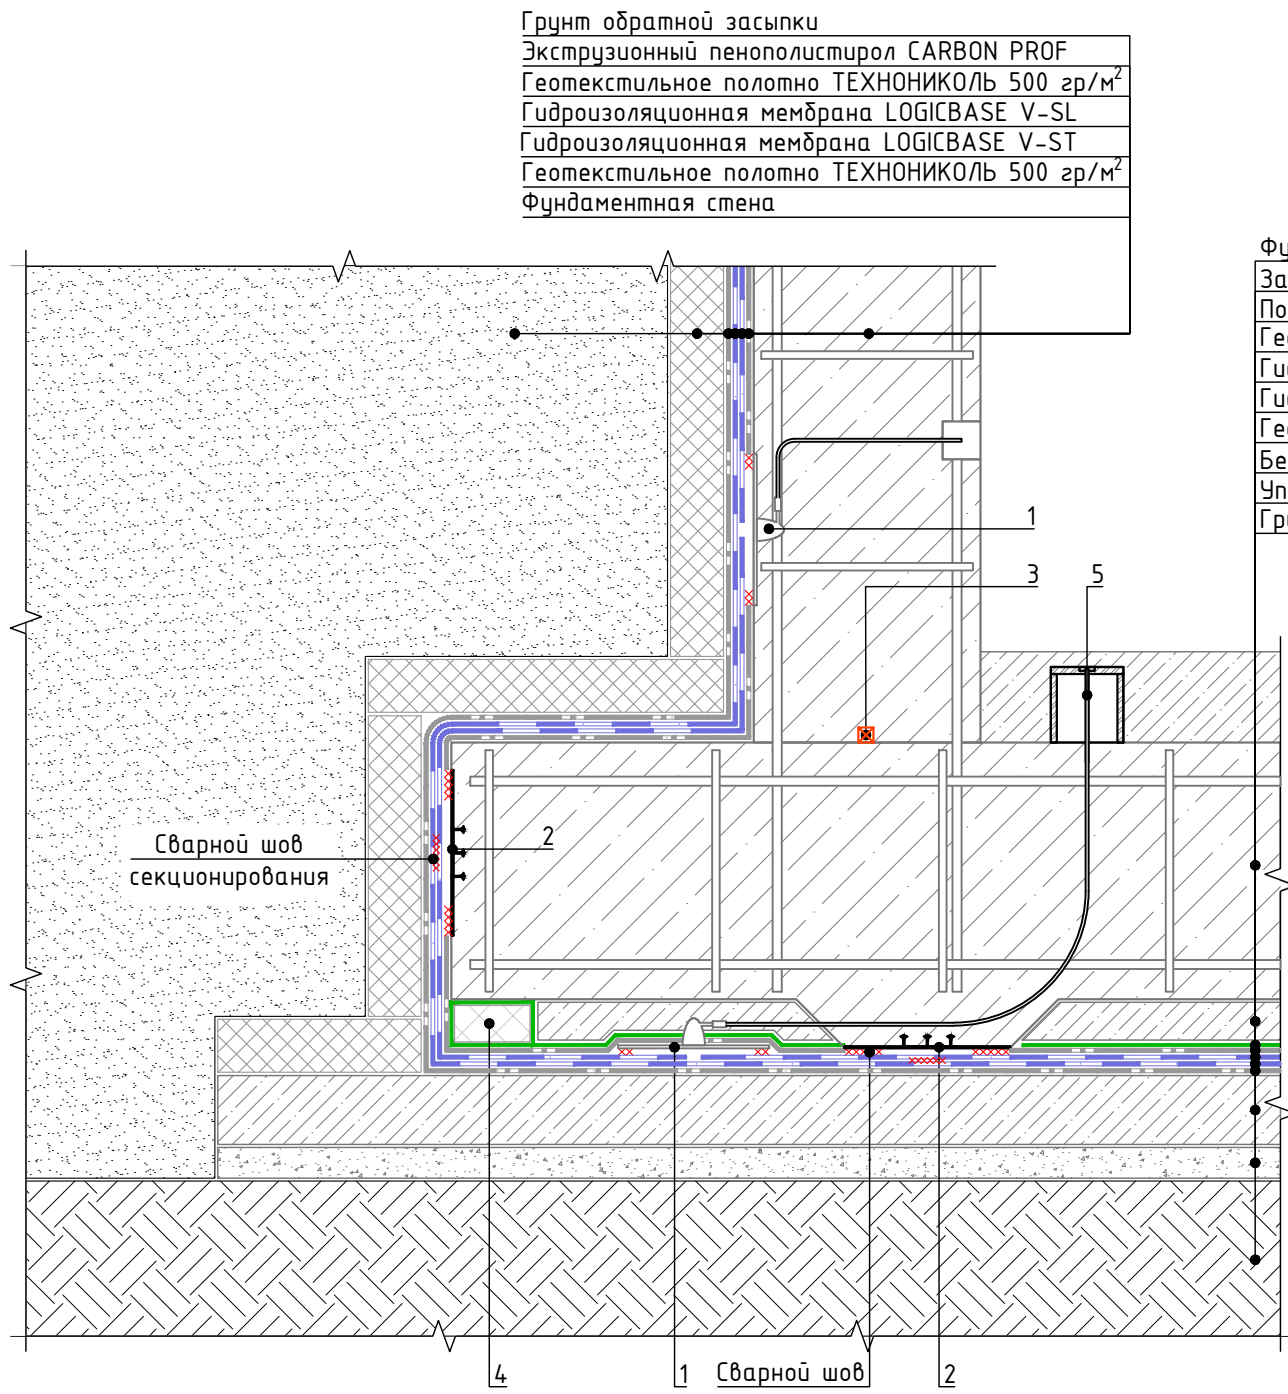 Грунт обратной засыпки
Экструзионный пенополистирол CARBON PROF
Геотекстильное полотно ТЕХНОНИКОЛЬ 500 гр/м²
Гидроизоляционная мембрана LOGICBASE V-SL
Гидроизоляционная мембрана LOGICBASE V-ST
Геотекстильное полотно ТЕХНОНИКОЛЬ 500 гр/м²
Фундаментная стена
1
3
5
Сварной шов
секционирования
2
4
1
Сварной шов
2